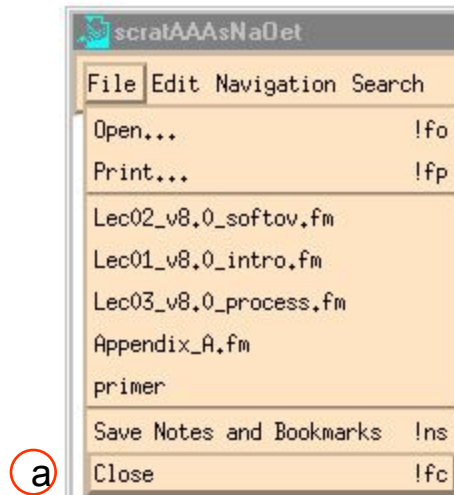 scratAAAsNaOet
File Edit Navigation Search
Open... !fo
Print... !fp
Lec02_v8.0_softov.fm
Lec01_v8.0_intro.fm
Lec03_v8.0_process.fm
Appendix_A.fm
primer
Save Notes and Bookmarks !ns
a Close !fc